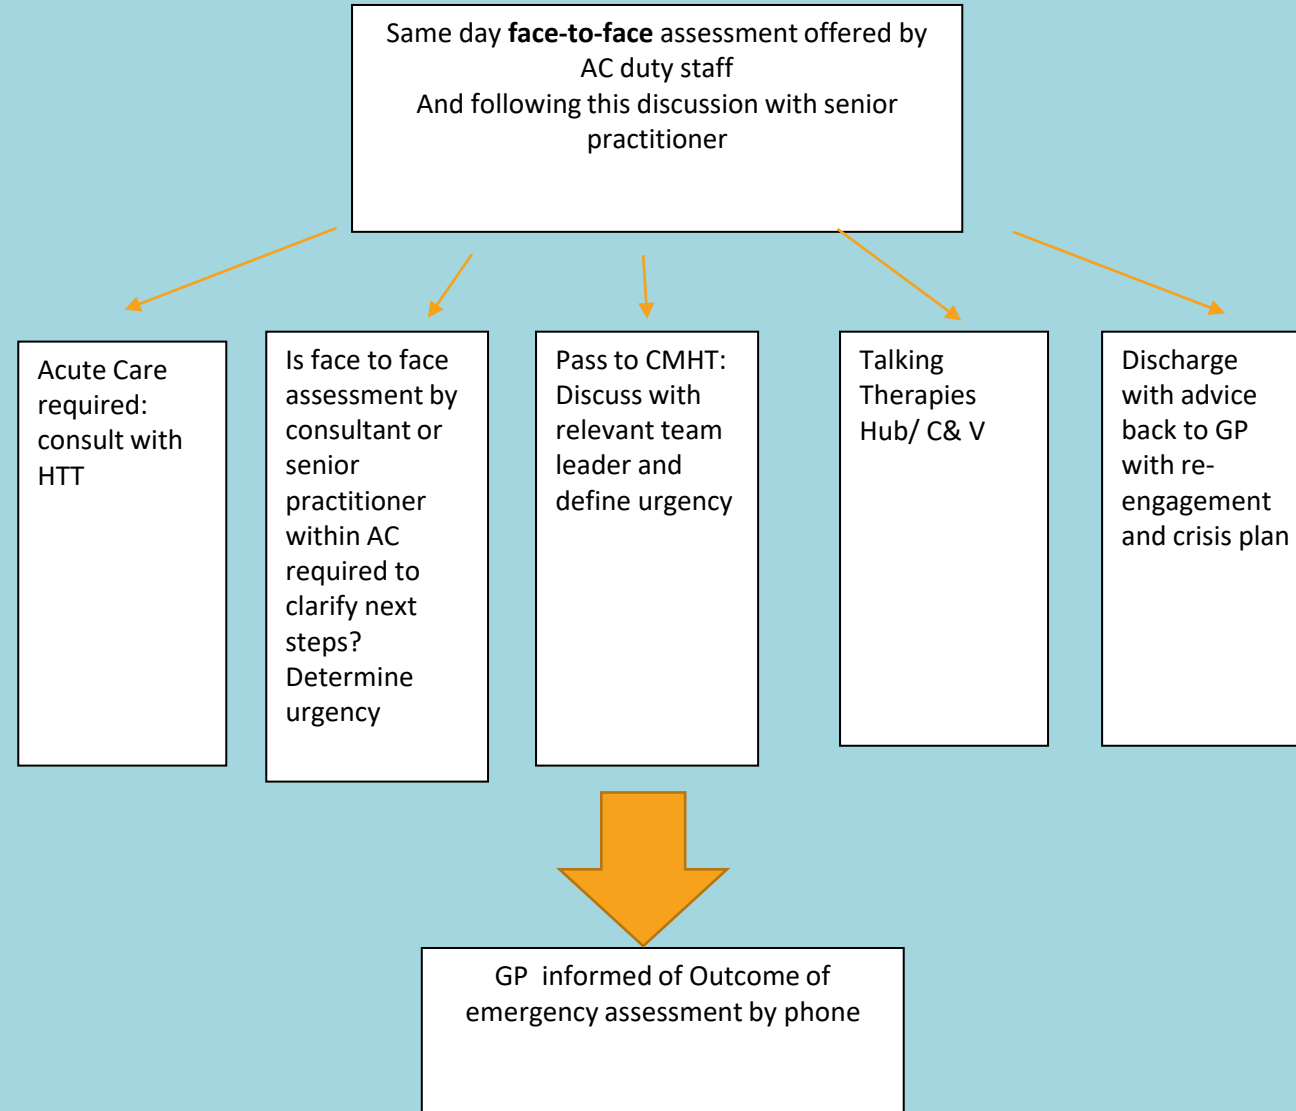 Same day face-to-face assessment offered by
AC duty staff
And following this discussion with senior
practitioner
Acute Care
required:
consult with
HTT
Is face to face
assessment by
consultant or
senior
practitioner
within AC
required to
clarify next
steps?
Determine
urgency
Pass to CMHT:
Discuss with
relevant team
leader and
define urgency
Talking
Therapies
Hub/ C& V
Discharge
with advice
back to GP
with re-
engagement
and crisis plan
GP  informed of Outcome of
emergency assessment by phone